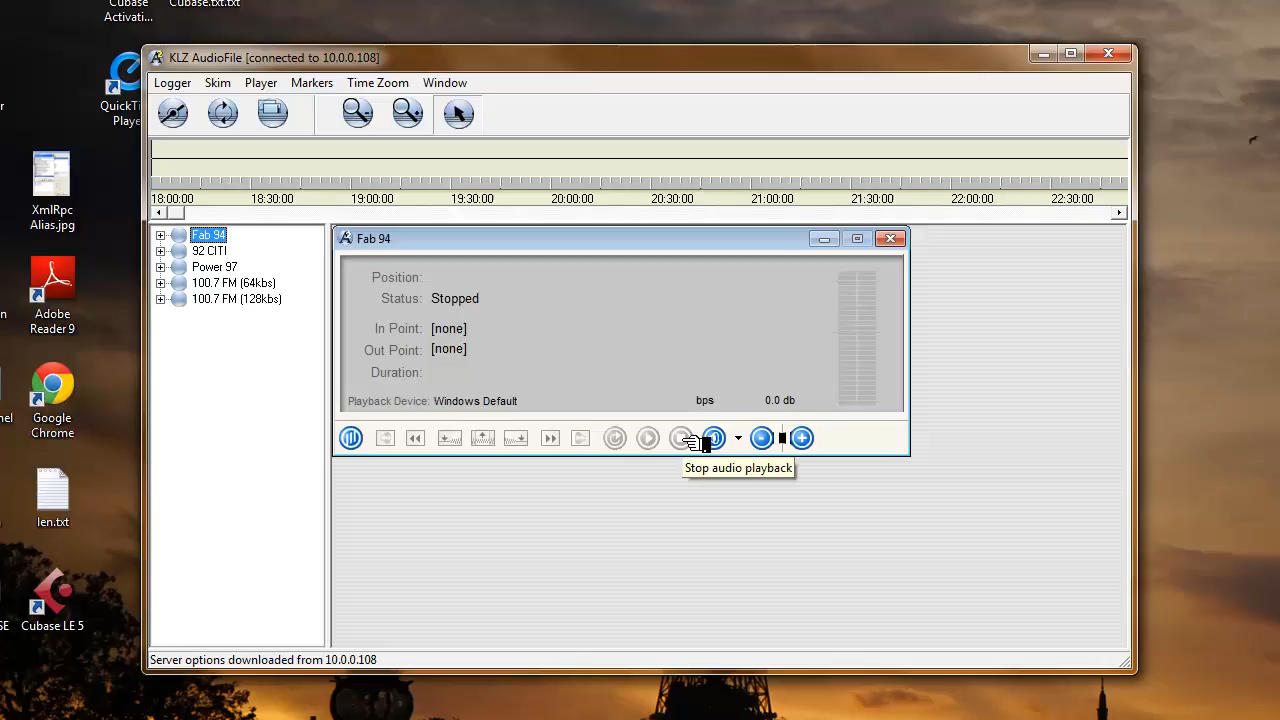 Cubase
Activati...
Cubase.txt.txt
QuickTi
Playe
XmlRpc
Alias.jpg
Adobe
Reader 9
Google
Chrome
len.txt
Cubase LE 5
KLZ AudioFile [connected to 10.0.0.108]
Logger Skim Player Markers Time Zoom Window
18:00:00 18:30:00 19:00:00 19:30:00 20:00:00 20:30:00 21:00:00 21:30:00 22:00:00 22:30:00
Fab 94
92 CITI
Power 97
100.7 FM (64kbs)
100.7 FM (128kbs)
Fab 94
Position:
Status: Stopped
In Point: [none]
Out Point: [none]
Duration:
Playback Device: Windows Default bps 0.0 db
Stop audio playback
Server options downloaded from 10.0.0.108